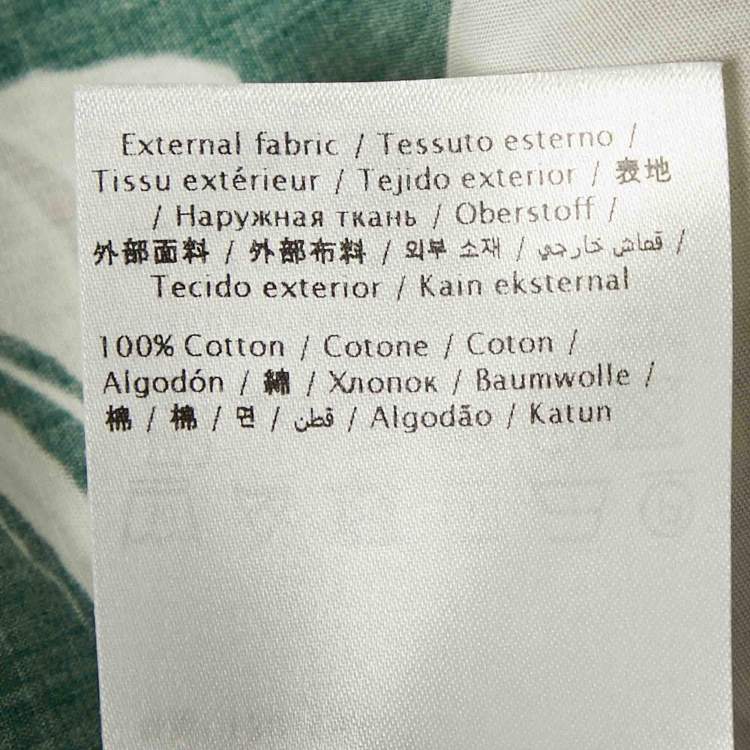 External fabric / Tessuto esterno /
Tissu extérieur / Tejido exterior / 表地
/ Наружная ткань / Oberstoff /
外部面料 / 外部布料 / 외부 소재 / قماش خارجي /
Tecido exterior / Kain eksternal
100% Cotton / Cotone / Coton /
Algodón / 綿 / Хлопок / Baumwolle /
棉 / 棉 / 면 / قطن / Algodão / Katun